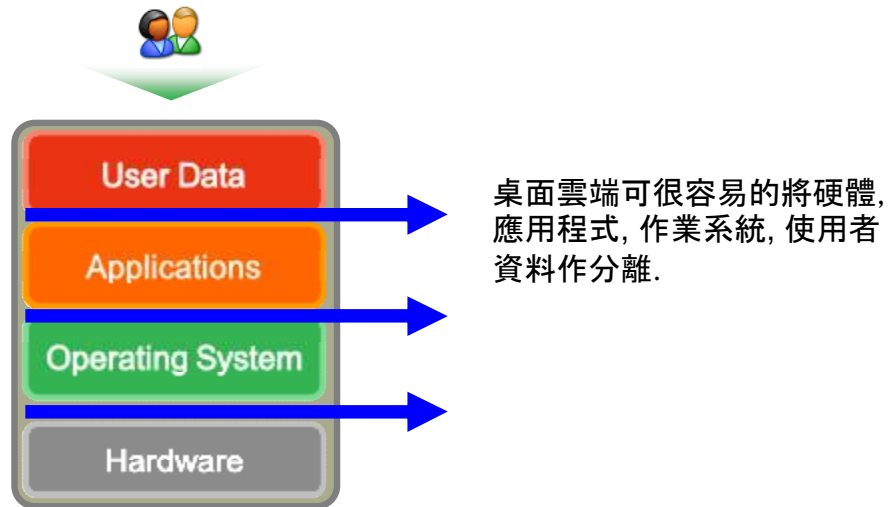 User Data
Applications
Operating System
Hardware
桌面雲端可很容易的將硬體,
應用程式, 作業系統, 使用者
資料作分離.